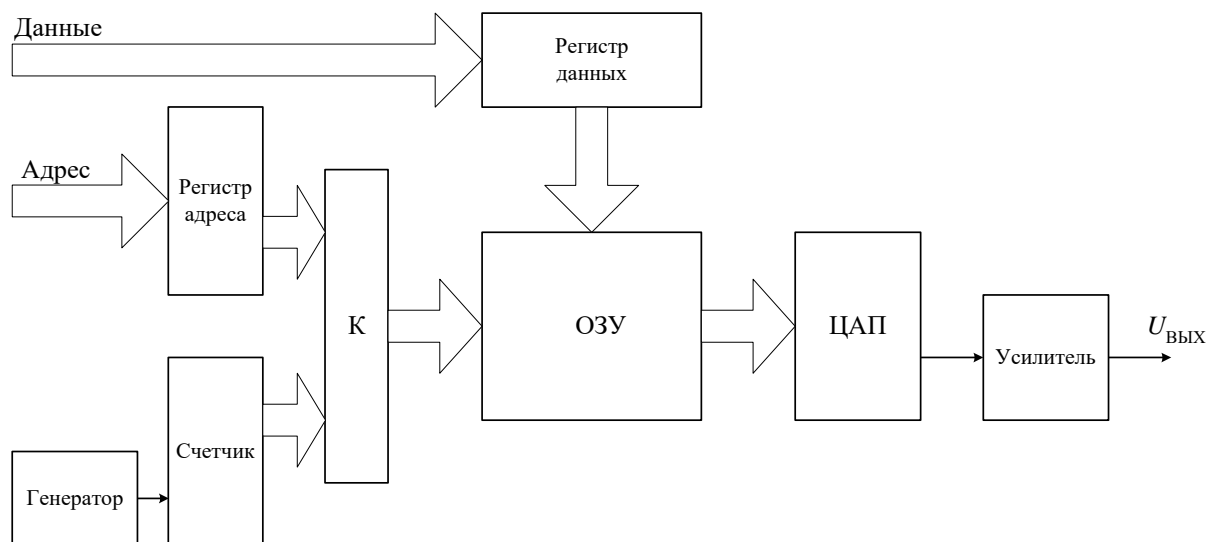 Данные
Регистр
данных
Адрес
Регистр
адреса
К
ОЗУ
ЦАП
Усилитель
UВЫХ
Счетчик
Генератор